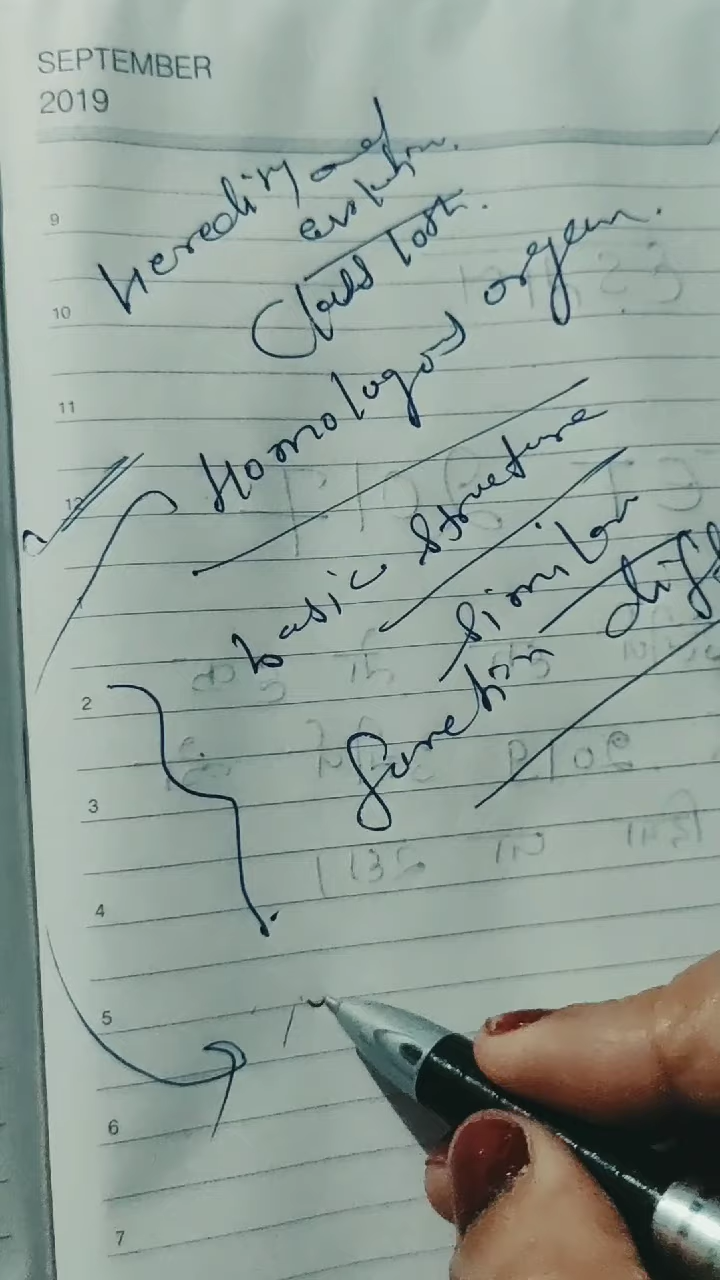 SEPTEMBER
2019
Heredity and
evolution.
Class 10th.
Homologous organ.
basic structure
similar
function diff
9
10
11
12
2
3
4
5
6
7